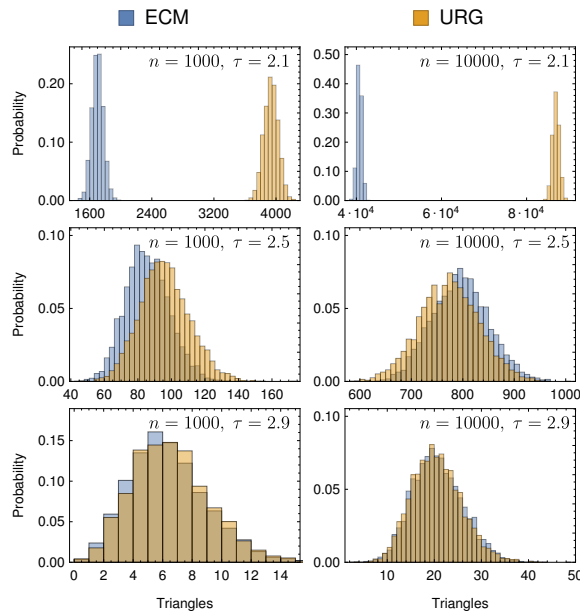 ECM URG
n = 1000, τ = 2.1
n = 10000, τ = 2.1
Probability
0.00
0.10
0.20
1600 2400 3200 4000
0.00
0.10
0.20
0.30
0.40
0.50
4·10⁴ 6·10⁴ 8·10⁴
n = 1000, τ = 2.5
n = 10000, τ = 2.5
Probability
0.00
0.05
0.10
40 60 80 100 120 140 160
0.00
0.05
0.10
600 700 800 900 1000
n = 1000, τ = 2.9
n = 10000, τ = 2.9
Probability
0.00
0.05
0.10
0.15
0 2 4 6 8 10 12 14
Triangles
0.00
0.05
0.10
10 20 30 40 50
Triangles